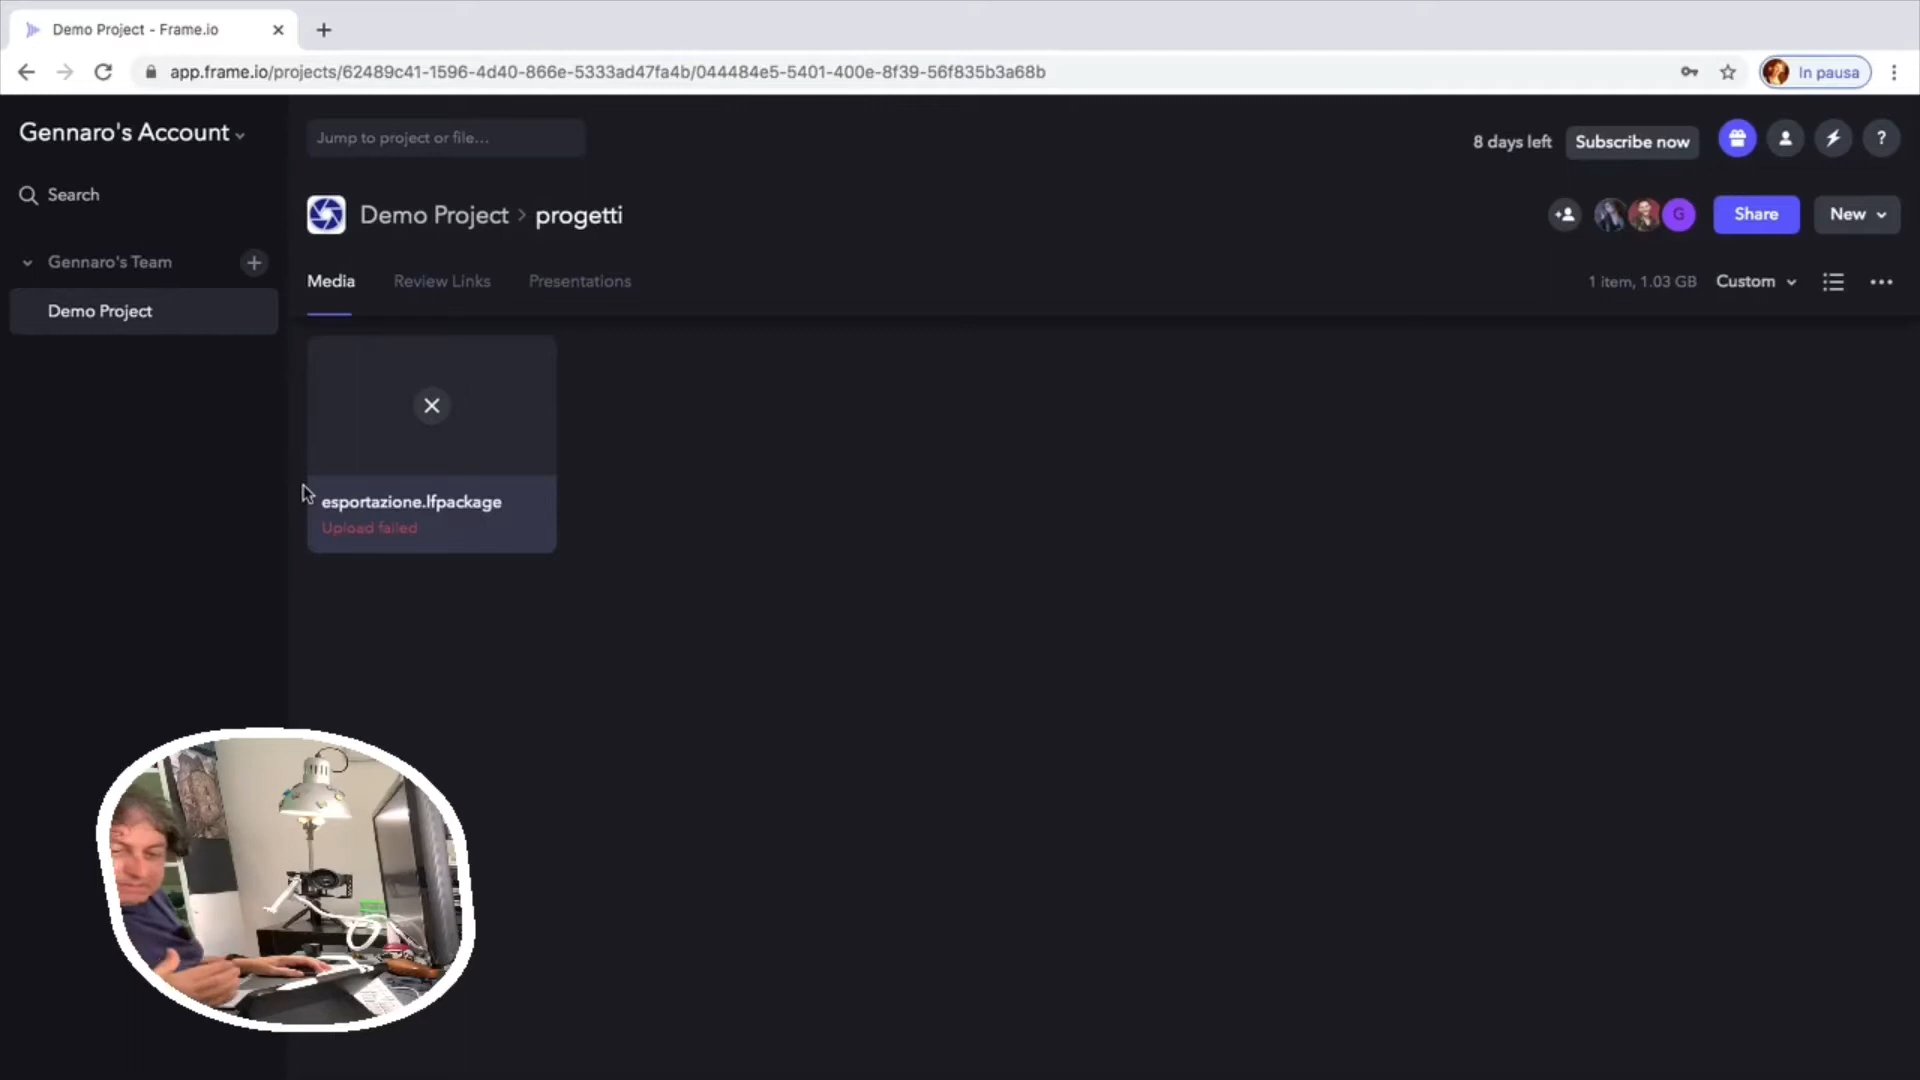 Demo Project - Frame.io
app.frame.io/projects/62489c41-1596-4d40-866e-5333ad47fa4b/044484e5-5401-400e-8f39-56f835b3a68b
In pausa
Gennaro's Account
Jump to project or file...
8 days left
Subscribe now
?
Search
Demo Project > progetti
G
Share
New
Gennaro's Team
Media
Review Links
Presentations
1 item, 1.03 GB
Custom
Demo Project
esportazione.lfpackage
Upload failed